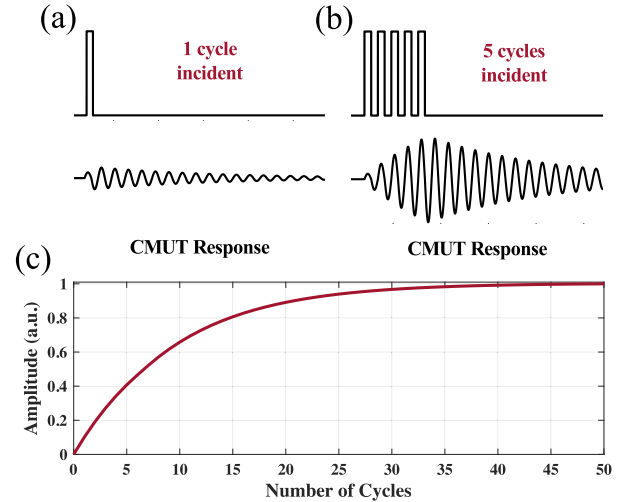 (a)
1 cycle
incident
CMUT Response
(b)
5 cycles
incident
CMUT Response
(c)
Amplitude (a.u.)
1
0.8
0.6
0.4
0.2
0
0 5 10 15 20 25 30 35 40 45 50
Number of Cycles